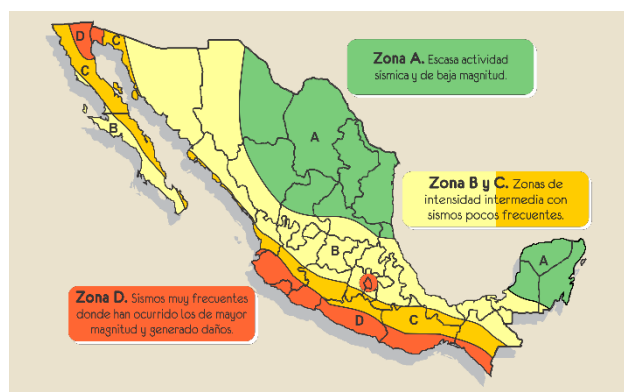 D
C
C
B
Zona A. Escasa actividad
sísmica y de baja magnitud.
A
Zona B y C. Zonas de
intensidad intermedia con
sismos pocos frecuentes.
B
A
Zona D. Sismos muy frecuentes
donde han ocurrido los de mayor
magnitud y generado daños.
D
C